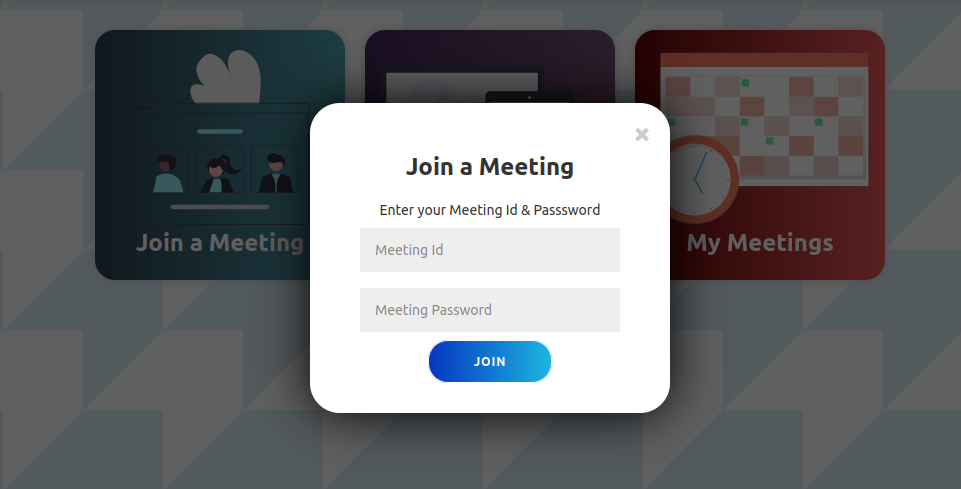 Join a Meeting
Enter your Meeting Id & Passsword
Meeting Id
Meeting Password
JOIN
Join a Meeting
My Meetings